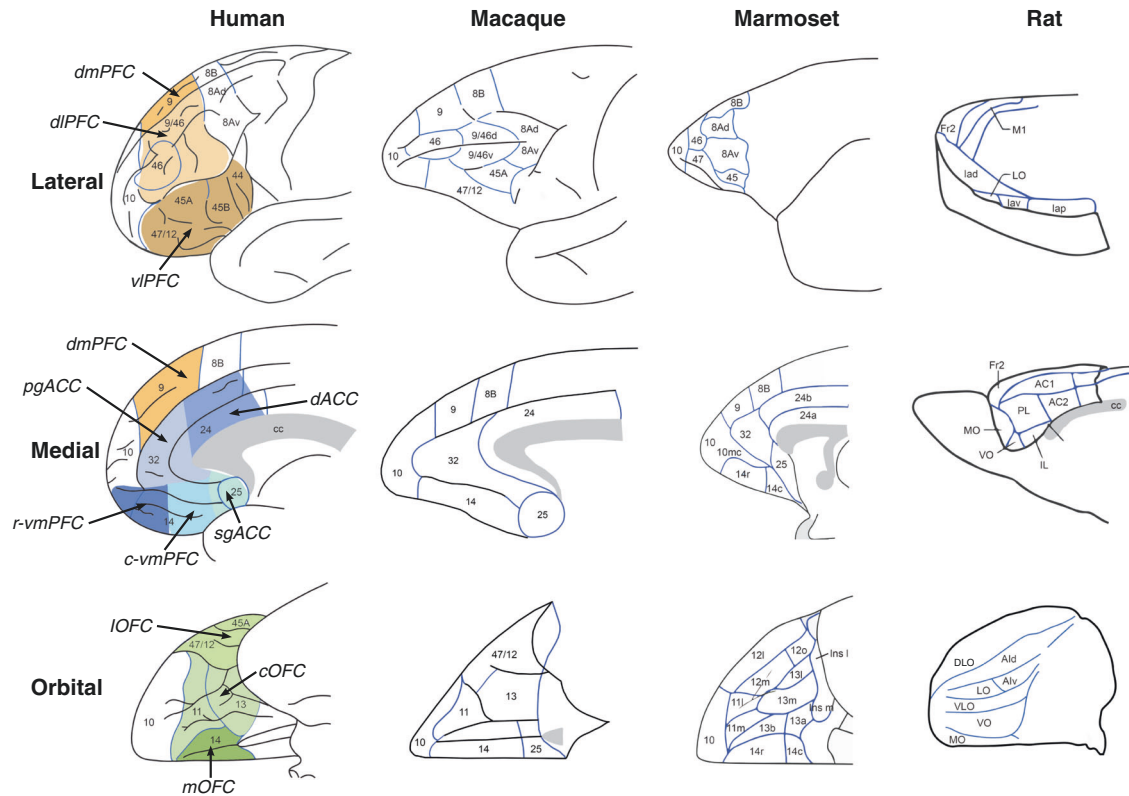 Human
Macaque
Marmoset
Rat
Lateral
dmPFC
dlPFC
vlPFC
9
8B
8Ad
9/46
8Av
46
10
44
45A
45B
47/12
9
8B
8Ad
9/46d
46
8Av
9/46v
10
45A
47/12
8B
8Ad
46
10
47
8Av
45
Fr2
M1
Iad
LO
Iav
Iap
Medial
dmPFC
pgACC
dACC
r-vmPFC
c-vmPFC
sgACC
9
8B
24
cc
10
32
25
14
9
8B
24
32
10
14
25
8B
9
24b
24a
32
10
10mc
25
14r
14c
Fr2
AC1
AC2
PL
cc
MO
VO
IL
Orbital
lOFC
cOFC
mOFC
45A
47/12
11
13
10
14
47/12
13
11
10
14
25
12l
12o
Ins l
12m
13l
11l
13m
Ins m
11m
13b
13a
10
14r
14c
DLO
AId
AIv
LO
VLO
VO
MO